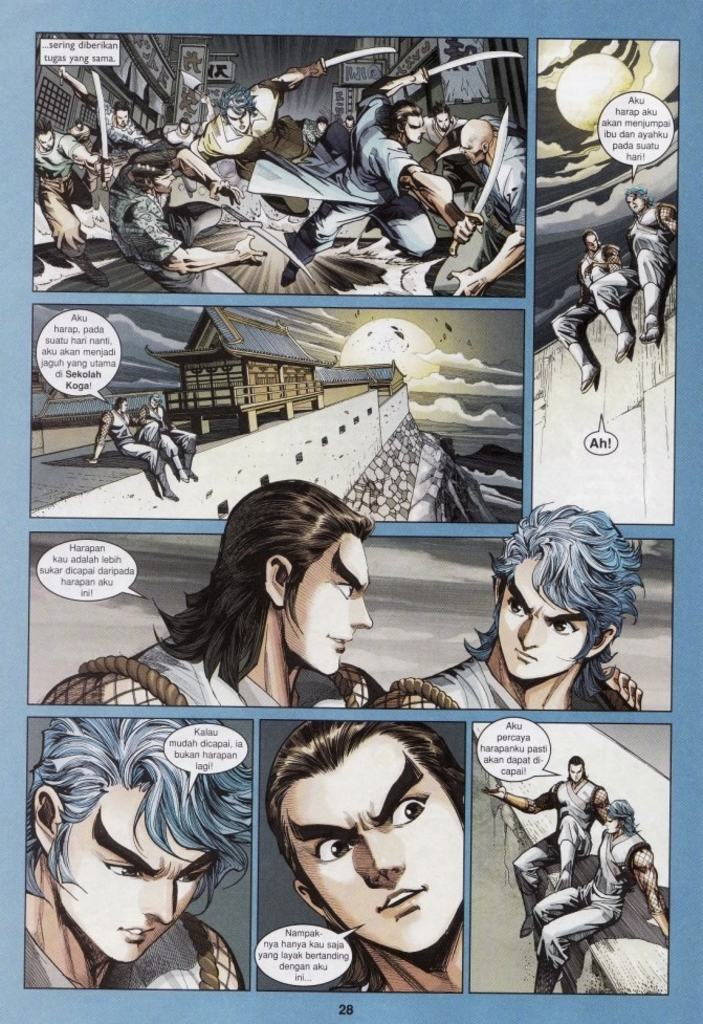 ...sering diberikan
tugas yang sama.
Aku
harap aku
akan menjumpai
ibu dan ayahku
pada suatu
hari!
Ah!
Aku
harap, pada
suatu hari nanti,
aku akan menjadi
jaguh yang utama
di Sekolah
Koga!
Harapan
kau adalah lebih
sukar dicapai daripada
harapan aku
ini!
Kalau
mudah dicapai, ia
bukan harapan
lagi!
Nampak-
nya hanya kau saja
yang layak bertanding
dengan aku
ini...
Aku
percaya
harapanku pasti
akan dapat di-
capai!
28